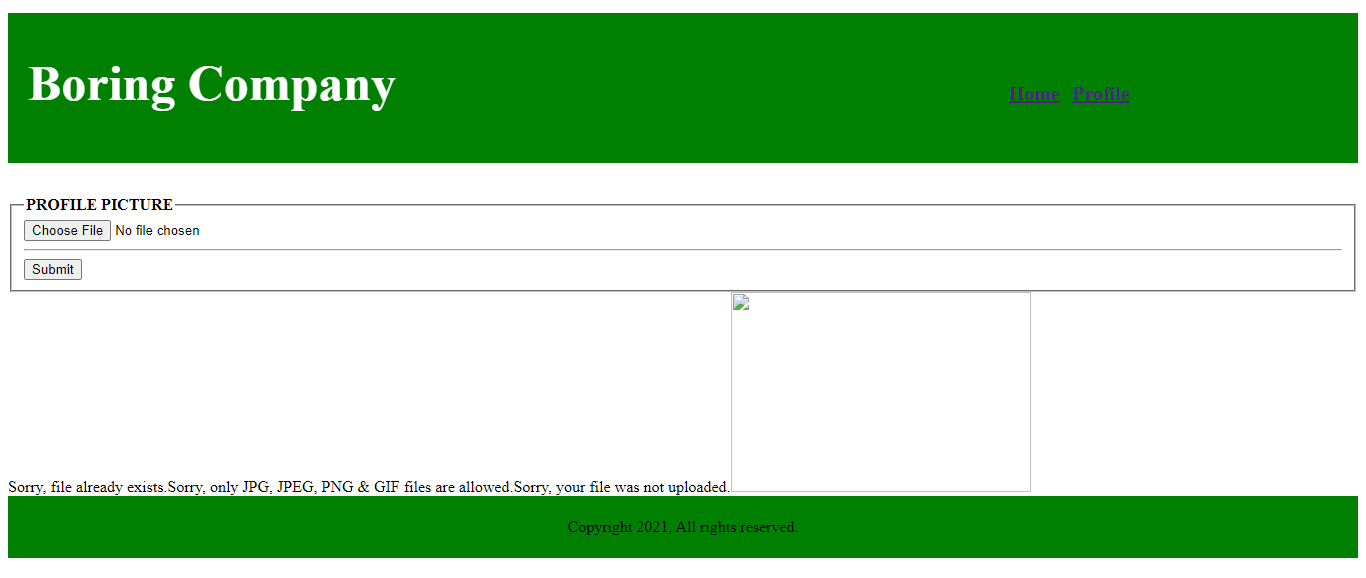 Boring Company
Home Profile
PROFILE PICTURE
Choose File No file chosen
Submit
Sorry, file already exists.Sorry, only JPG, JPEG, PNG & GIF files are allowed.Sorry, your file was not uploaded.
Copyright 2021, All rights reserved.